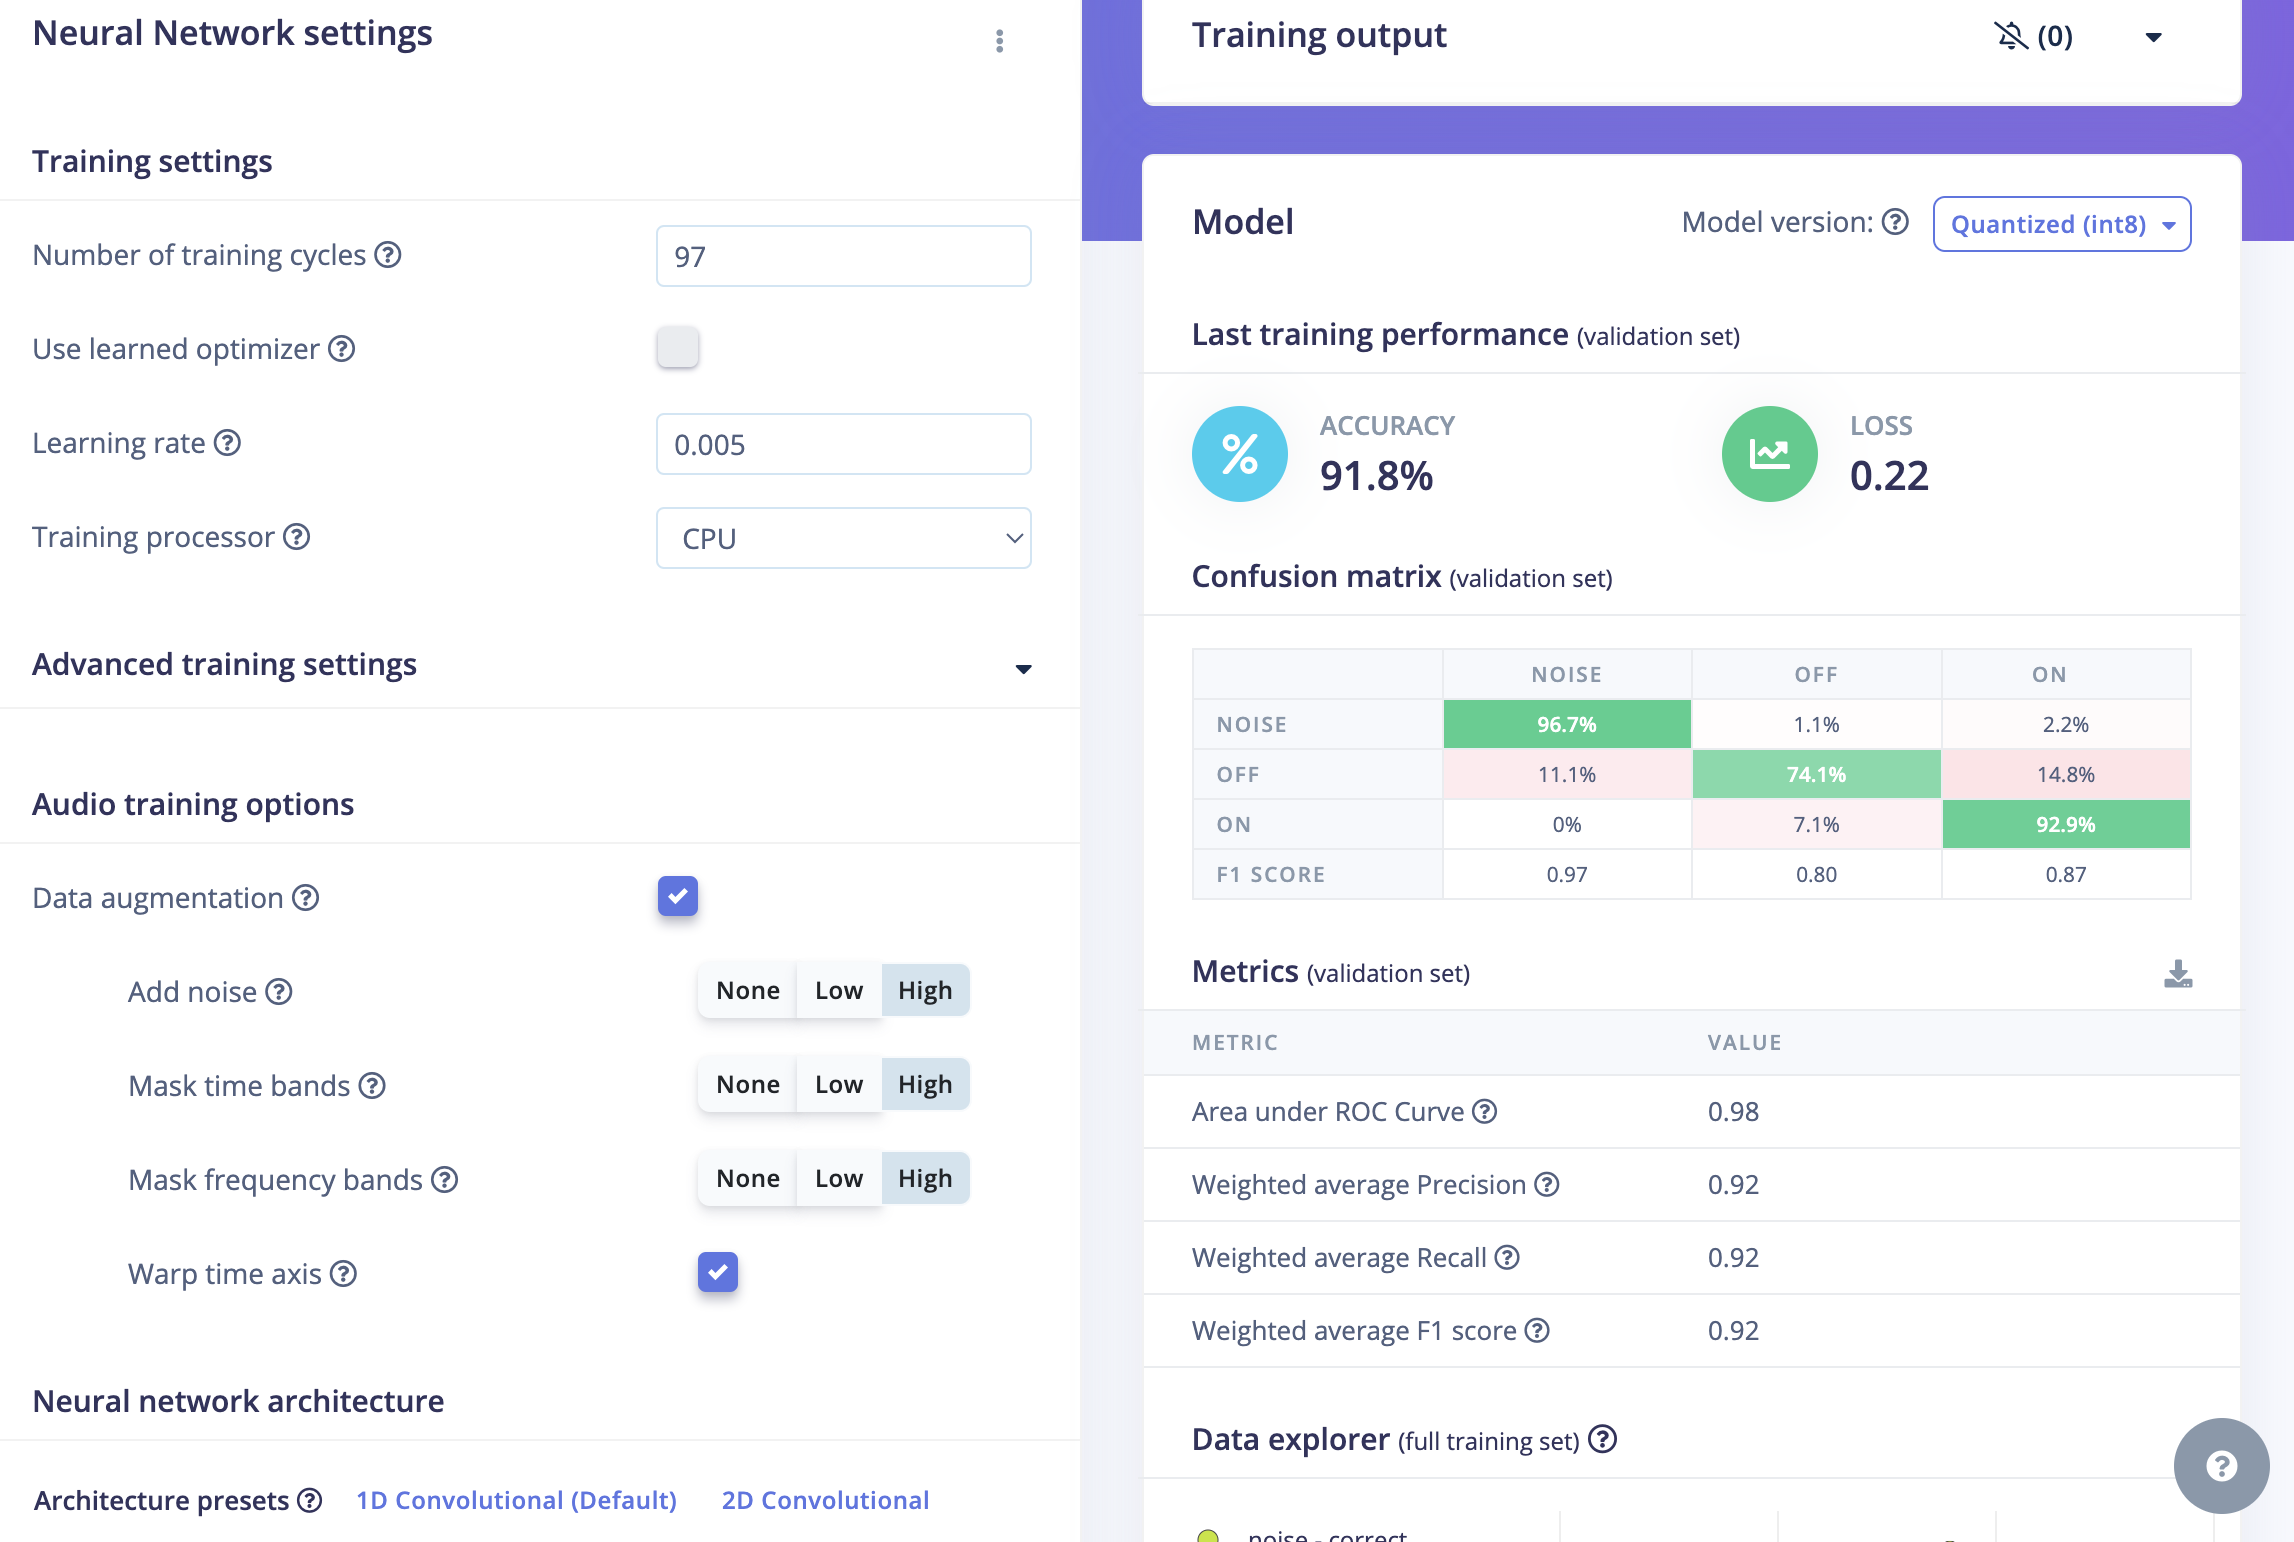 Neural Network settings
Training settings
Number of training cycles
97
Use learned optimizer
Learning rate
0.005
Training processor
CPU
Advanced training settings
Audio training options
Data augmentation
Add noise
None Low High
Mask time bands
None Low High
Mask frequency bands
None Low High
Warp time axis
Neural network architecture
Architecture presets 1D Convolutional (Default) 2D Convolutional
Training output (0)
Model Model version: Quantized (int8)
Last training performance (validation set)
% ACCURACY
91.8%
LOSS
0.22
Confusion matrix (validation set)
NOISE OFF ON
NOISE 96.7% 1.1% 2.2%
OFF 11.1% 74.1% 14.8%
ON 0% 7.1% 92.9%
F1 SCORE 0.97 0.80 0.87
Metrics (validation set)
METRIC VALUE
Area under ROC Curve 0.98
Weighted average Precision 0.92
Weighted average Recall 0.92
Weighted average F1 score 0.92
Data explorer (full training set)
noise - correct